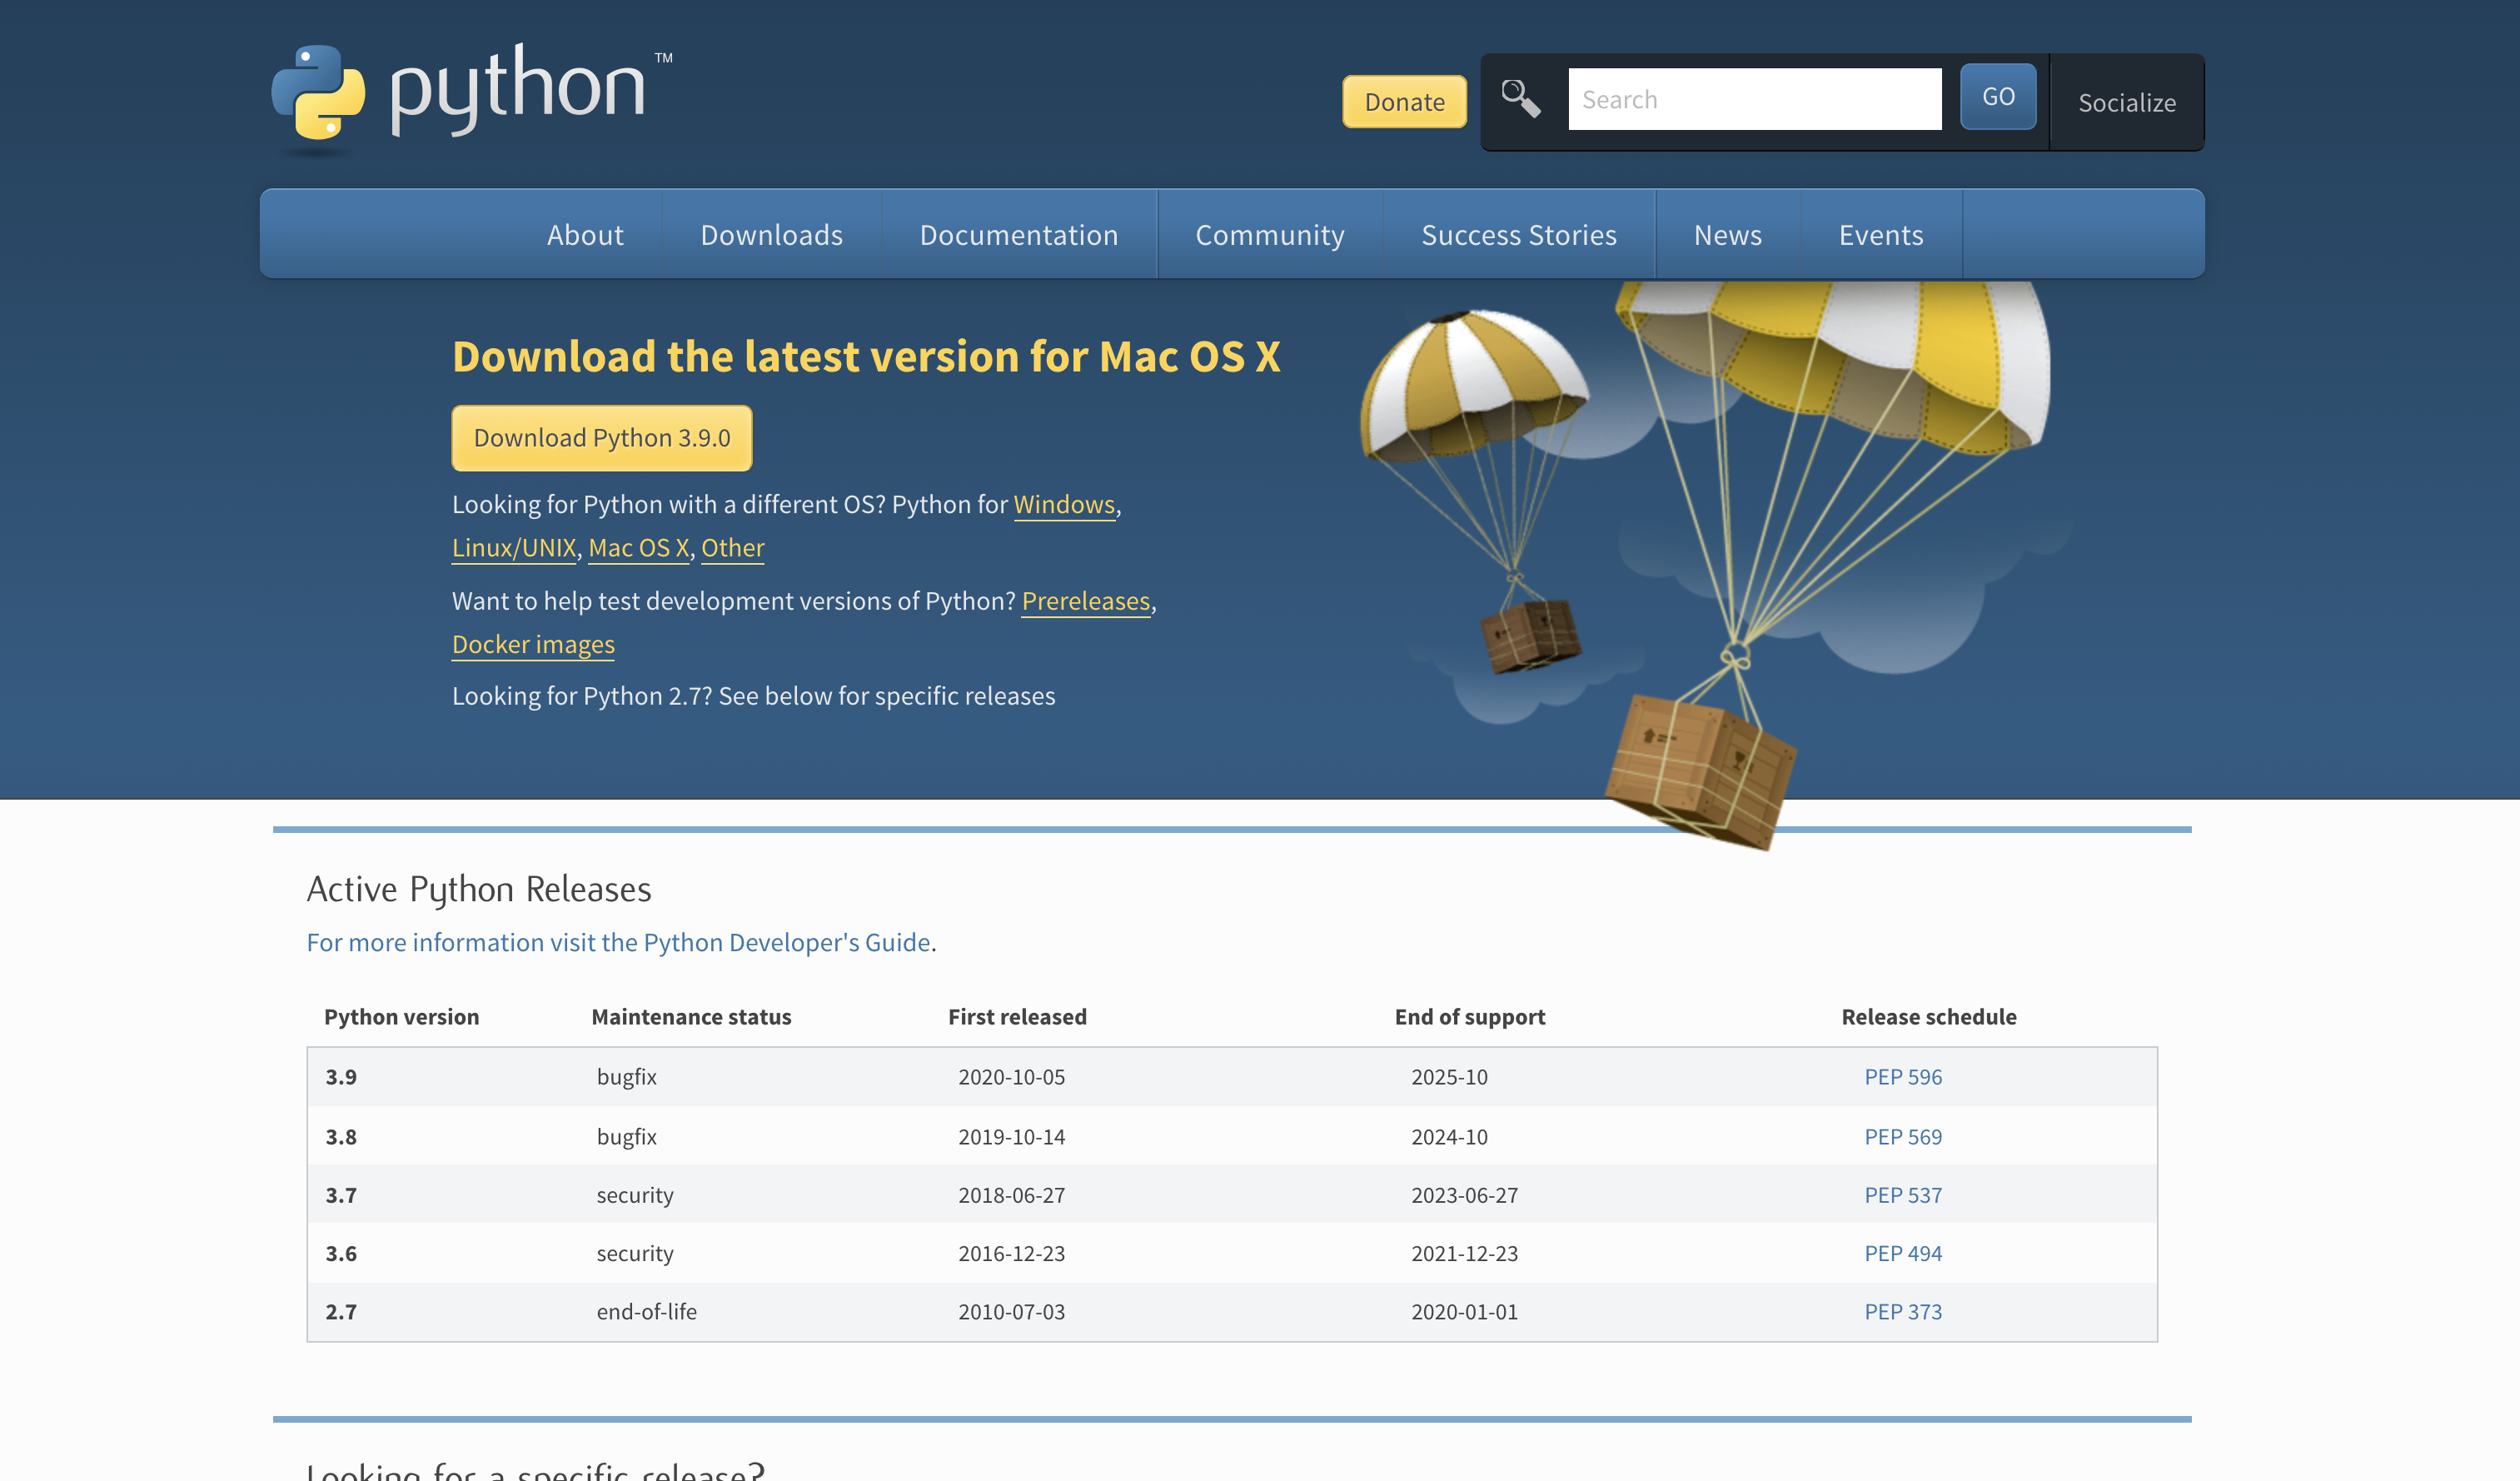 python™
Donate
Search
GO
Socialize
About
Downloads
Documentation
Community
Success Stories
News
Events
Download the latest version for Mac OS X
Download Python 3.9.0
Looking for Python with a different OS? Python for Windows,
Linux/UNIX, Mac OS X, Other
Want to help test development versions of Python? Prereleases,
Docker images
Looking for Python 2.7? See below for specific releases
Active Python Releases
For more information visit the Python Developer's Guide.
Python version Maintenance status First released End of support Release schedule
3.9 bugfix 2020-10-05 2025-10 PEP 596
3.8 bugfix 2019-10-14 2024-10 PEP 569
3.7 security 2018-06-27 2023-06-27 PEP 537
3.6 security 2016-12-23 2021-12-23 PEP 494
2.7 end-of-life 2010-07-03 2020-01-01 PEP 373
Looking for a specific release?